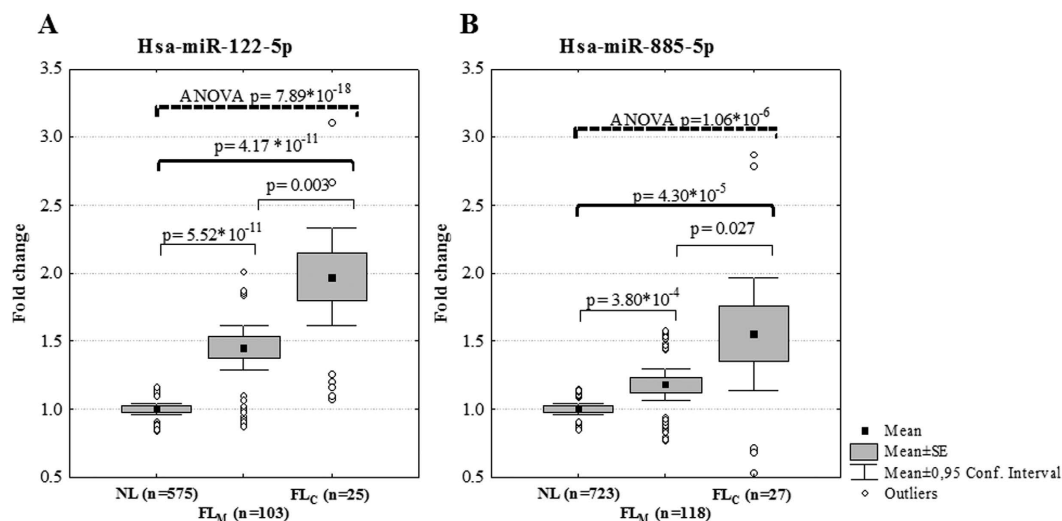 A
Hsa-miR-122-5p
3.5
3.0
2.5
2.0
1.5
1.0
0.5
Fold change
ANOVA p= 7.89*10-18
p= 4.17 *10-11
p= 0.003
p= 5.52*10-11
NL (n=575)
FLC (n=25)
FLM (n=103)
B
Hsa-miR-885-5p
3.5
3.0
2.5
2.0
1.5
1.0
0.5
Fold change
ANOVA p=1.06*10-6
p= 4.30*10-5
p= 0.027
p= 3.80*10-4
NL (n=723)
FLC (n=27)
FLM (n=118)
Mean
Mean±SE
Mean±0,95 Conf. Interval
Outliers